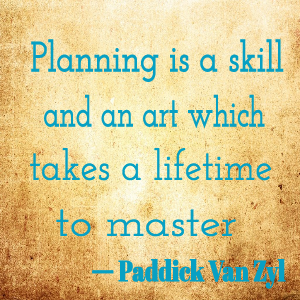 Planning is a skill
and an art which
takes a lifetime
to master
— Paddick Van Zyl